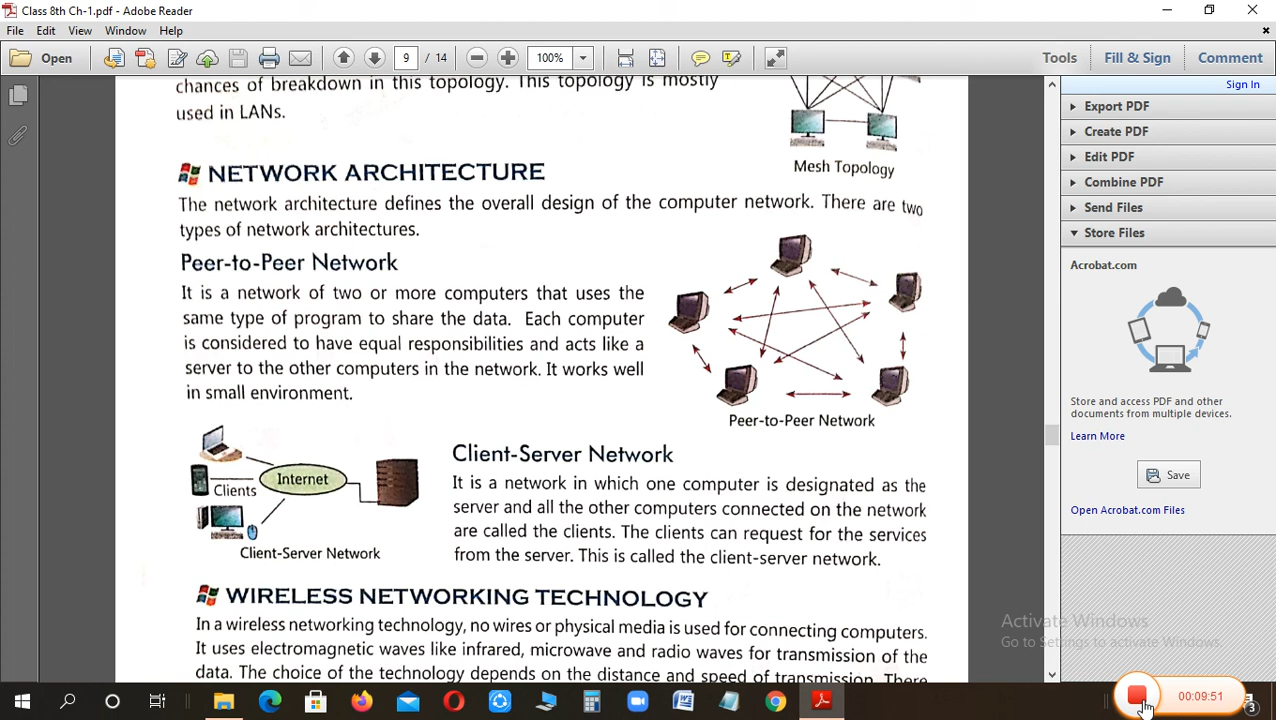 Class 8th Ch-1.pdf - Adobe Reader
File Edit View Window Help
Open 9 / 14 100% Tools Fill & Sign Comment
Sign In
Export PDF
Create PDF
Edit PDF
Combine PDF
Send Files
Store Files
Acrobat.com
Store and access PDF and other
documents from multiple devices.
Learn More
Save
Open Acrobat.com Files
chances of breakdown in this topology. This topology is mostly
used in LANs.
Mesh Topology
NETWORK ARCHITECTURE
The network architecture defines the overall design of the computer network. There are two
types of network architectures.
Peer-to-Peer Network
It is a network of two or more computers that uses the
same type of program to share the data. Each computer
is considered to have equal responsibilities and acts like a
server to the other computers in the network. It works well
in small environment.
Peer-to-Peer Network
Internet
Clients
Client-Server Network
Client-Server Network
It is a network in which one computer is designated as the
server and all the other computers connected on the network
are called the clients. The clients can request for the services
from the server. This is called the client-server network.
WIRELESS NETWORKING TECHNOLOGY
In a wireless networking technology, no wires or physical media is used for connecting computers.
It uses electromagnetic waves like infrared, microwave and radio waves for transmission of the
data. The choice of the technology depends on the distance and speed of transmission. There
Activate Windows
Go to Settings to activate Windows.
00:09:51
3